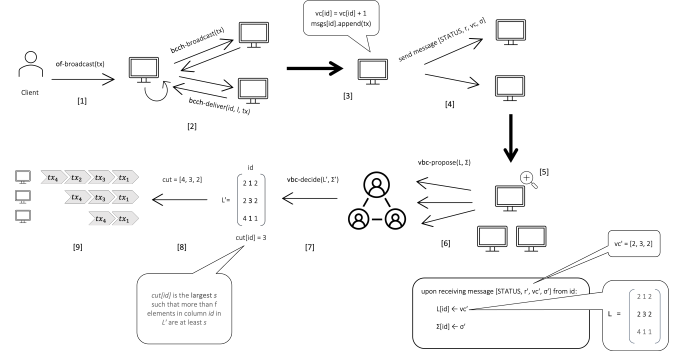 vc[id] = vc[id] + 1
msgs[id].append(tx)
Client
of-broadcast(tx)
[1]
bcch-broadcast(tx)
bcch-deliver(id, l, tx)
[2]
[3]
send message [STATUS, r, vc, σ]
[4]
[5]
vbc-propose(L, Σ)
[6]
vbc-decide(L', Σ')
[7]
id
L'=
2 1 2
2 3 2
4 1 1
cut[id] = 3
cut = [4, 3, 2]
[8]
tx4 tx2 tx3 tx1
tx4 tx3 tx1
tx4 tx1
[9]
cut[id] is the largest s
such that more than f
elements in column id in
L' are at least s
vc' = [2, 3, 2]
upon receiving message [STATUS, r', vc', σ'] from id:
L[id] ← vc'
Σ[id] ← σ'
L =
2 1 2
2 3 2
4 1 1